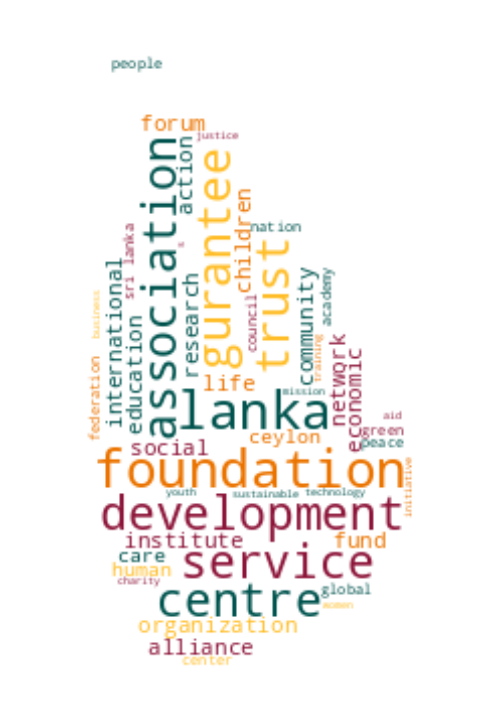 people
forum
justice
association
action
gurantee
children
nation
trust
s
sri lanka
international
research
community
academy
business
education
council
training
network
economic
federation
life
mission
lanka
aid
green
peace
ceylon
social
foundation
initiative
youth
sustainable
technology
development
institute
fund
care
service
human
charity
centre
global
women
organization
alliance
center